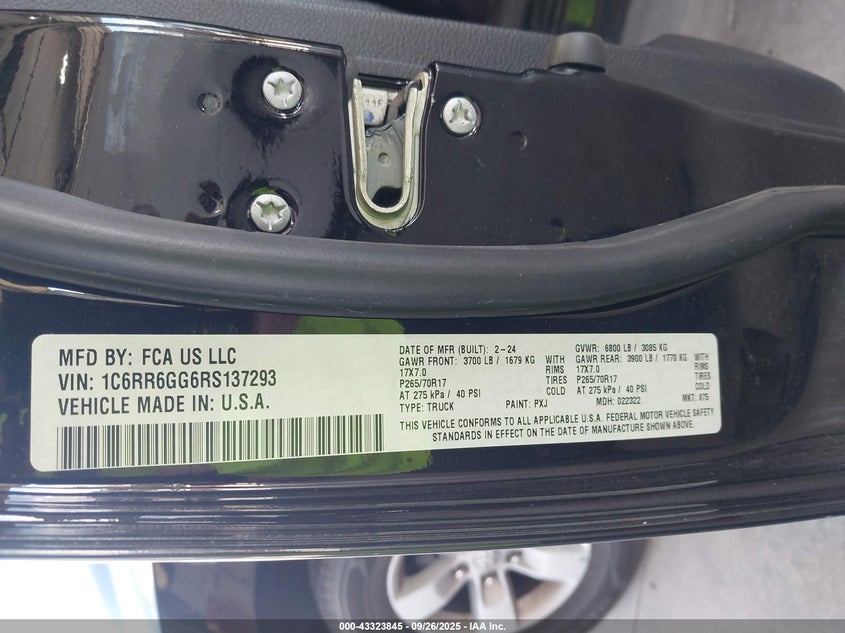 44F
MFD BY: FCA US LLC
VIN: 1C6RR6GG6RS137293
VEHICLE MADE IN: U.S.A.
DATE OF MFR (BUILT): 2-24 GVWR: 6800 LB / 3085 KG
GAWR FRONT: 3700 LB / 1679 KG WITH GAWR REAR: 3900 LB / 1770 KG WITH
17X7.0 RIMS 17X7.0 RIMS
P265/70R17 TIRES P265/70R17 TIRES
AT 275 kPa / 40 PSI COLD AT 275 kPa / 40 PSI COLD
TYPE: TRUCK PAINT: PXJ MDH: 022322 MKT: 875
THIS VEHICLE CONFORMS TO ALL APPLICABLE U.S.A. FEDERAL MOTOR VEHICLE SAFETY
STANDARDS IN EFFECT ON THE DATE OF MANUFACTURE SHOWN ABOVE.
000-43323845 - 09/26/2025 - IAA Inc.